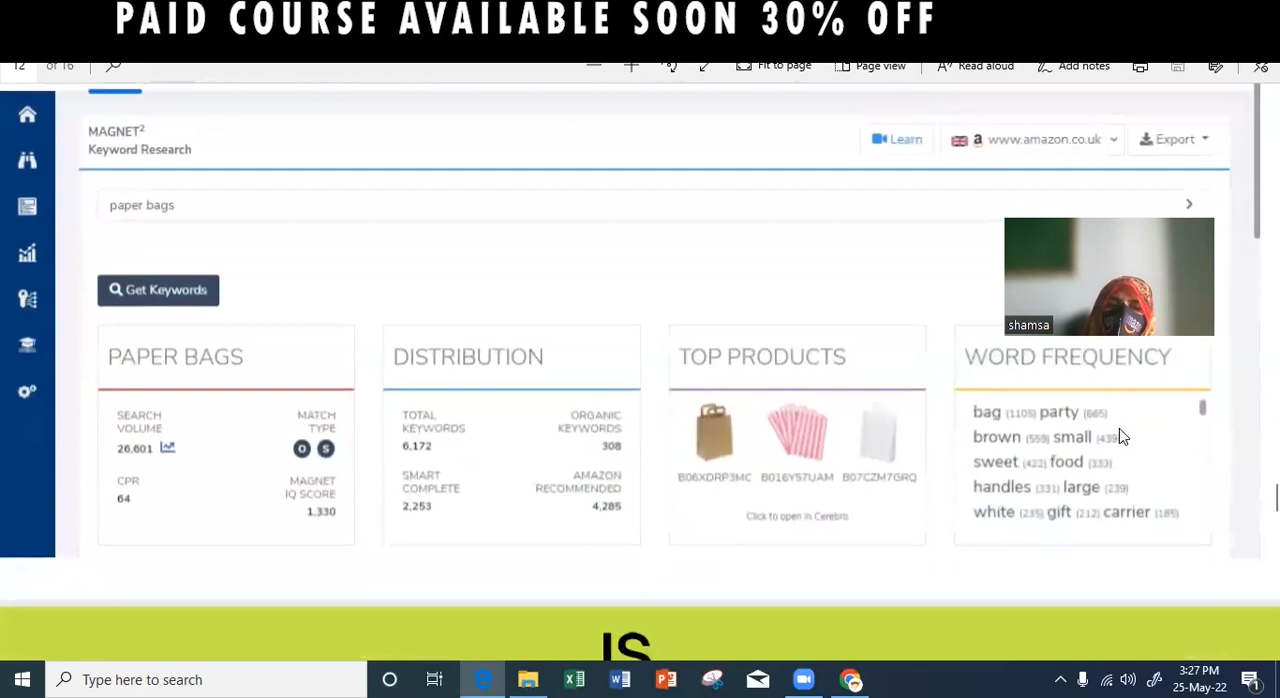 PAID COURSE AVAILABLE SOON 30% OFF
12 of 16 Fit to page Page view Read aloud Add notes
MAGNET²
Keyword Research
Learn
a www.amazon.co.uk
Export
paper bags
shamsa
Get Keywords
PAPER BAGS
SEARCH VOLUME
26,601
MATCH TYPE
O S
CPR
64
MAGNET IQ SCORE
1,330
DISTRIBUTION
TOTAL KEYWORDS
6,172
ORGANIC KEYWORDS
308
SMART COMPLETE
2,253
AMAZON RECOMMENDED
4,285
TOP PRODUCTS
B06XDRP3MC B016Y57UAM B07CZM7GRQ
Click to open in Cerebro
WORD FREQUENCY
bag (1105) party (665)
brown (559) small (439)
sweet (422) food (333)
handles (331) large (239)
white (235) gift (212) carrier (185)
IS
Type here to search
3:27 PM
25-May-22
1